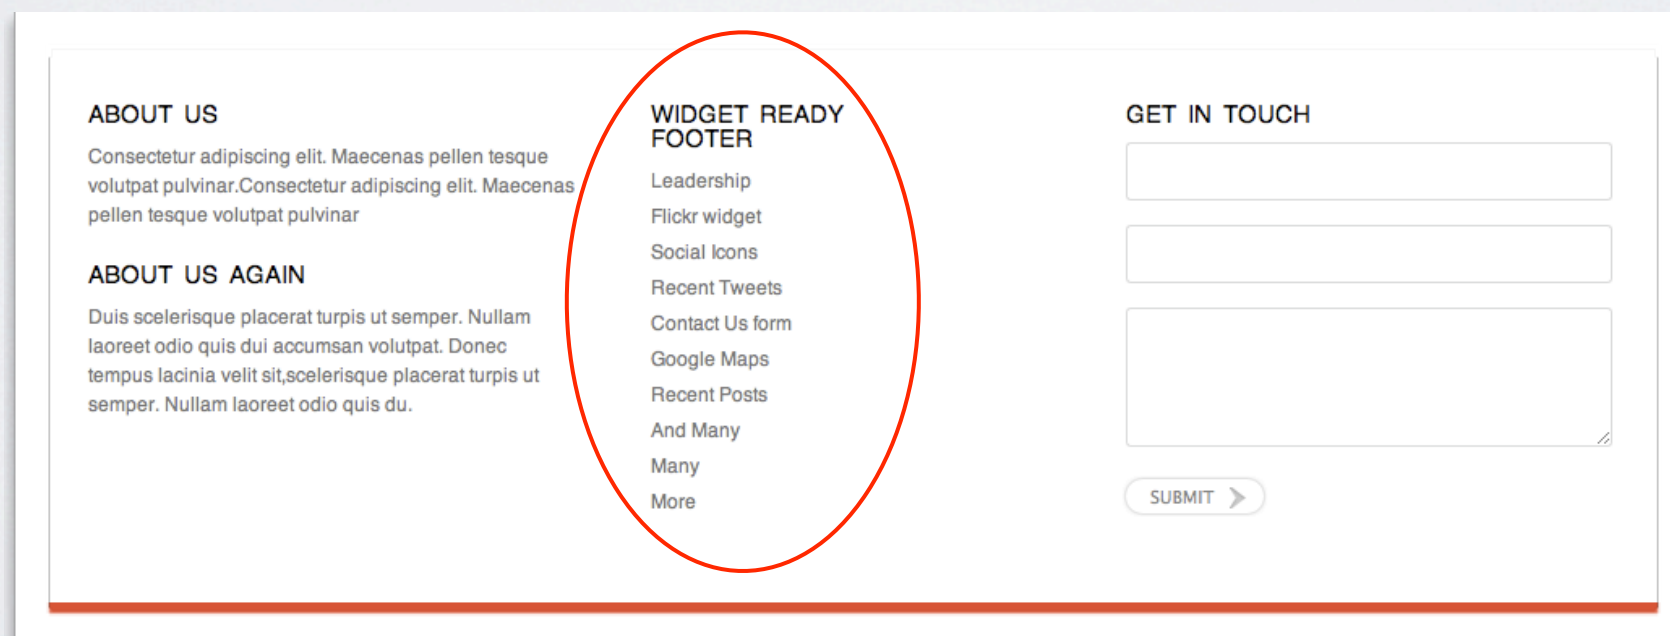 ABOUT US
Consectetur adipiscing elit. Maecenas pellen tesque
volutpat pulvinar.Consectetur adipiscing elit. Maecenas
pellen tesque volutpat pulvinar
ABOUT US AGAIN
Duis scelerisque placerat turpis ut semper. Nullam
laoreet odio quis dui accumsan volutpat. Donec
tempus lacinia velit sit,scelerisque placerat turpis ut
semper. Nullam laoreet odio quis du.
WIDGET READY
FOOTER
Leadership
Flickr widget
Social Icons
Recent Tweets
Contact Us form
Google Maps
Recent Posts
And Many
Many
More
GET IN TOUCH
SUBMIT